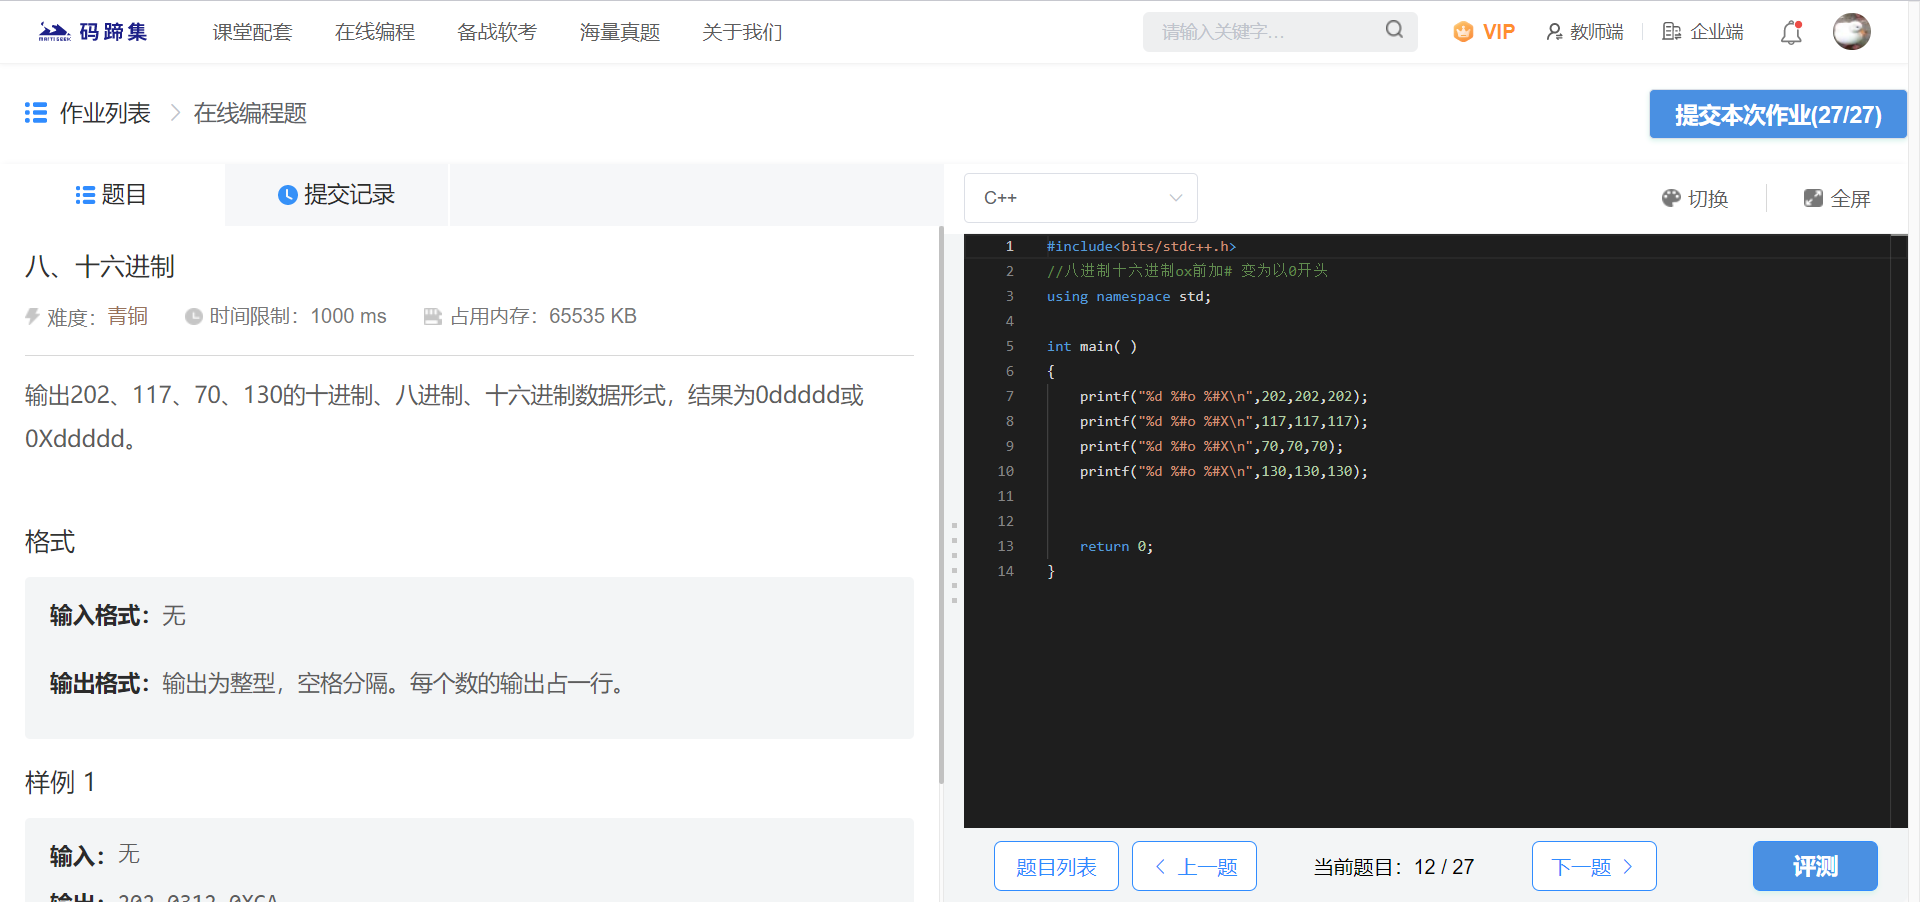 码蹄集
MAITI GEEK
课堂配套
在线编程
备战软考
海量真题
关于我们
请输入关键字...
VIP
教师端
企业端
作业列表
在线编程题
提交本次作业(27/27)
题目
提交记录
C++
切换
全屏
八、十六进制
难度：青铜
时间限制：1000 ms
占用内存：65535 KB
输出202、117、70、130的十进制、八进制、十六进制数据形式，结果为0ddddd或
0Xddddd。
格式
输入格式：无
输出格式：输出为整型，空格分隔。每个数的输出占一行。
样例 1
输入：无
输出：202 0312 0XCA
1 #include<bits/stdc++.h>
2 //八进制十六进制ox前加# 变为以0开头
3 using namespace std;
4
5 int main( )
6 {
7 printf("%d %#o %#X\n",202,202,202);
8 printf("%d %#o %#X\n",117,117,117);
9 printf("%d %#o %#X\n",70,70,70);
10 printf("%d %#o %#X\n",130,130,130);
11
12
13 return 0;
14 }
题目列表
上一题
当前题目：12 / 27
下一题
评测